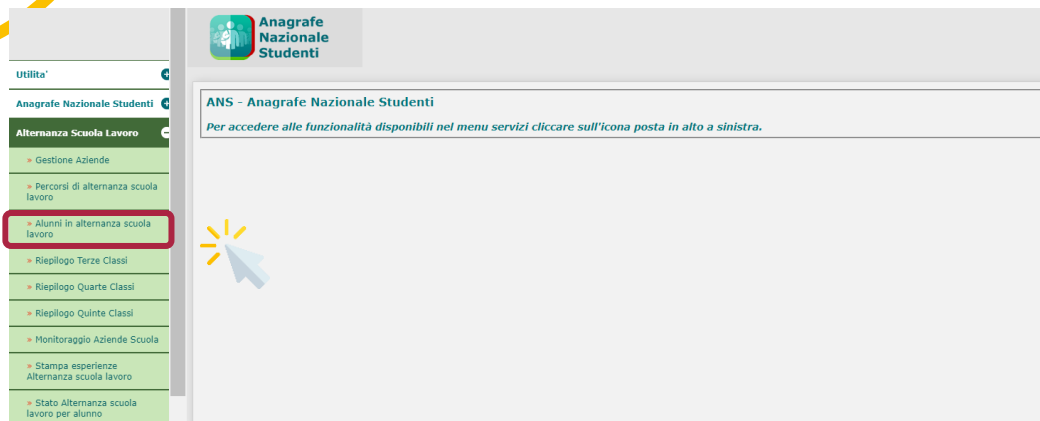 Anagrafe
Nazionale
Studenti
Utilita'
Anagrafe Nazionale Studenti
Alternanza Scuola Lavoro
» Gestione Aziende
» Percorsi di alternanza scuola
lavoro
» Alunni in alternanza scuola
lavoro
» Riepilogo Terze Classi
» Riepilogo Quarte Classi
» Riepilogo Quinte Classi
» Monitoraggio Aziende Scuola
» Stampa esperienze
Alternanza scuola lavoro
» Stato Alternanza scuola
lavoro per alunno
ANS - Anagrafe Nazionale Studenti
Per accedere alle funzionalità disponibili nel menu servizi cliccare sull'icona posta in alto a sinistra.